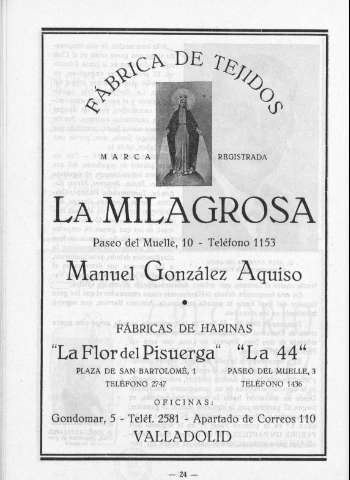 FÁBRICA DE TEJIDOS
MARCA REGISTRADA
LA MILAGROSA
Paseo del Muelle, 10 - Teléfono 1153
Manuel González Aquiso
•
FÁBRICAS DE HARINAS
"La Flor del Pisuerga" "La 44"
PLAZA DE SAN BARTOLOMÉ, 1 PASEO DEL MUELLE, 3
TELÉFONO 2747 TELÉFONO 1436
OFICINAS:
Gondomar, 5 - Teléf. 2581 - Apartado de Correos 110
VALLADOLID
— 24 —